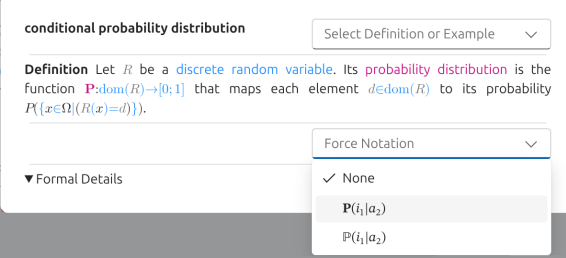 conditional probability distribution
Select Definition or Example
Definition Let R be a discrete random variable. Its probability distribution is the
function P:dom(R)→[0;1] that maps each element d∈dom(R) to its probability
P({x∈Ω|(R(x)=d)}).
Force Notation
▼ Formal Details
✓ None
P(i₁|a₂)
ℙ(i₁|a₂)